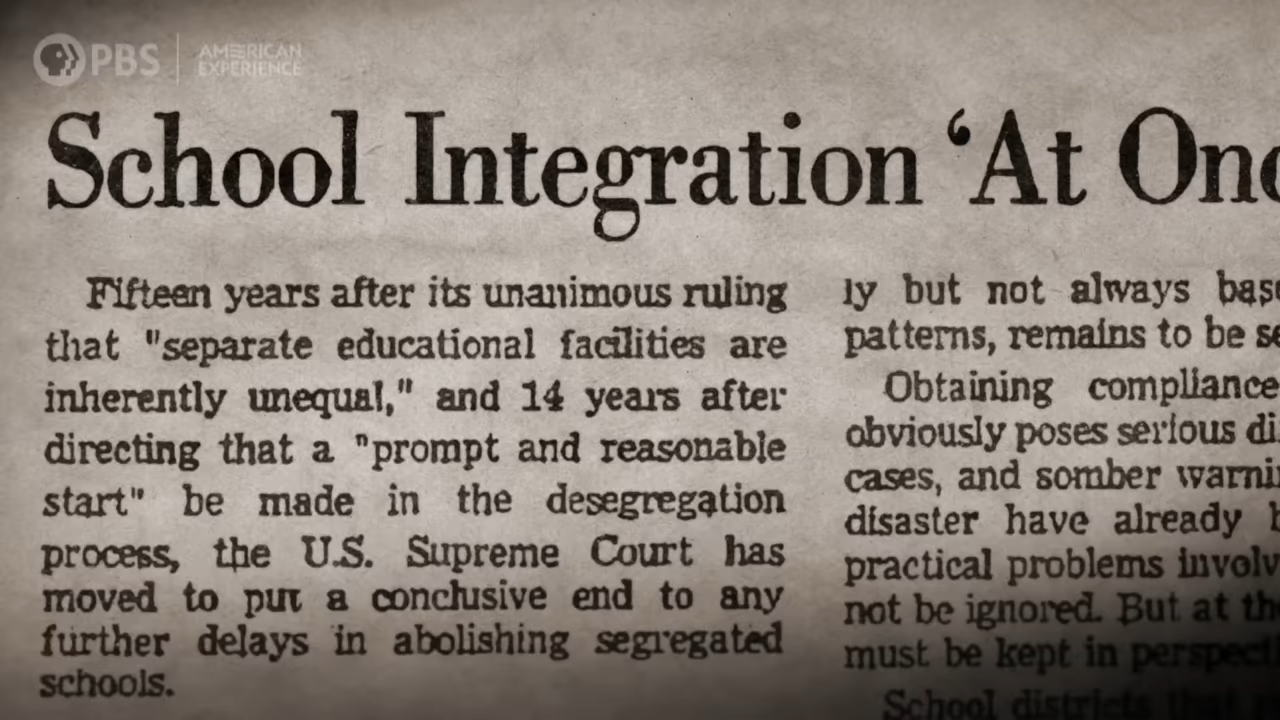 PBS
AMERICAN
EXPERIENCE
School Integration 'At
Fifteen years after its unanimous ruling
that "separate educational facilities are
inherently unequal," and 14 years after
directing that a "prompt and reasonable
start" be made in the desegregation
process, the U.S. Supreme Court has
moved to put a conclusive end to any
further delays in abolishing segregated
schools.
ly but not always
patterns, remains to be
Obtaining compliance
obviously poses serious
cases, and somber
disaster have already
practical problems
not be ignored. But at
must be kept in
School districts that